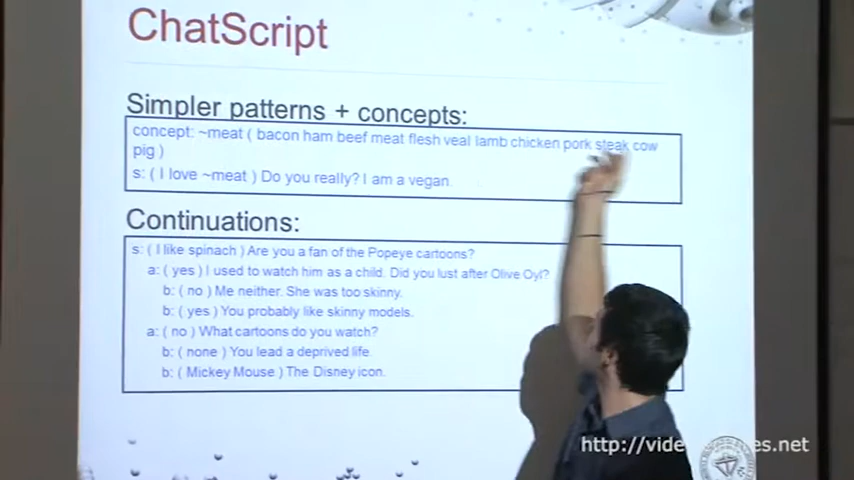 ChatScript
Simpler patterns + concepts:
concept: ~meat ( bacon ham beef meat flesh veal lamb chicken pork steak cow
pig )
s: ( I love ~meat ) Do you really? I am a vegan.
Continuations:
s: ( I like spinach ) Are you a fan of the Popeye cartoons?
a: ( yes ) I used to watch him as a child. Did you lust after Olive Oyl?
b: ( no ) Me neither. She was too skinny.
b: ( yes ) You probably like skinny models.
a: ( no ) What cartoons do you watch?
b: ( none ) You lead a deprived life.
b: ( Mickey Mouse ) The Disney icon.